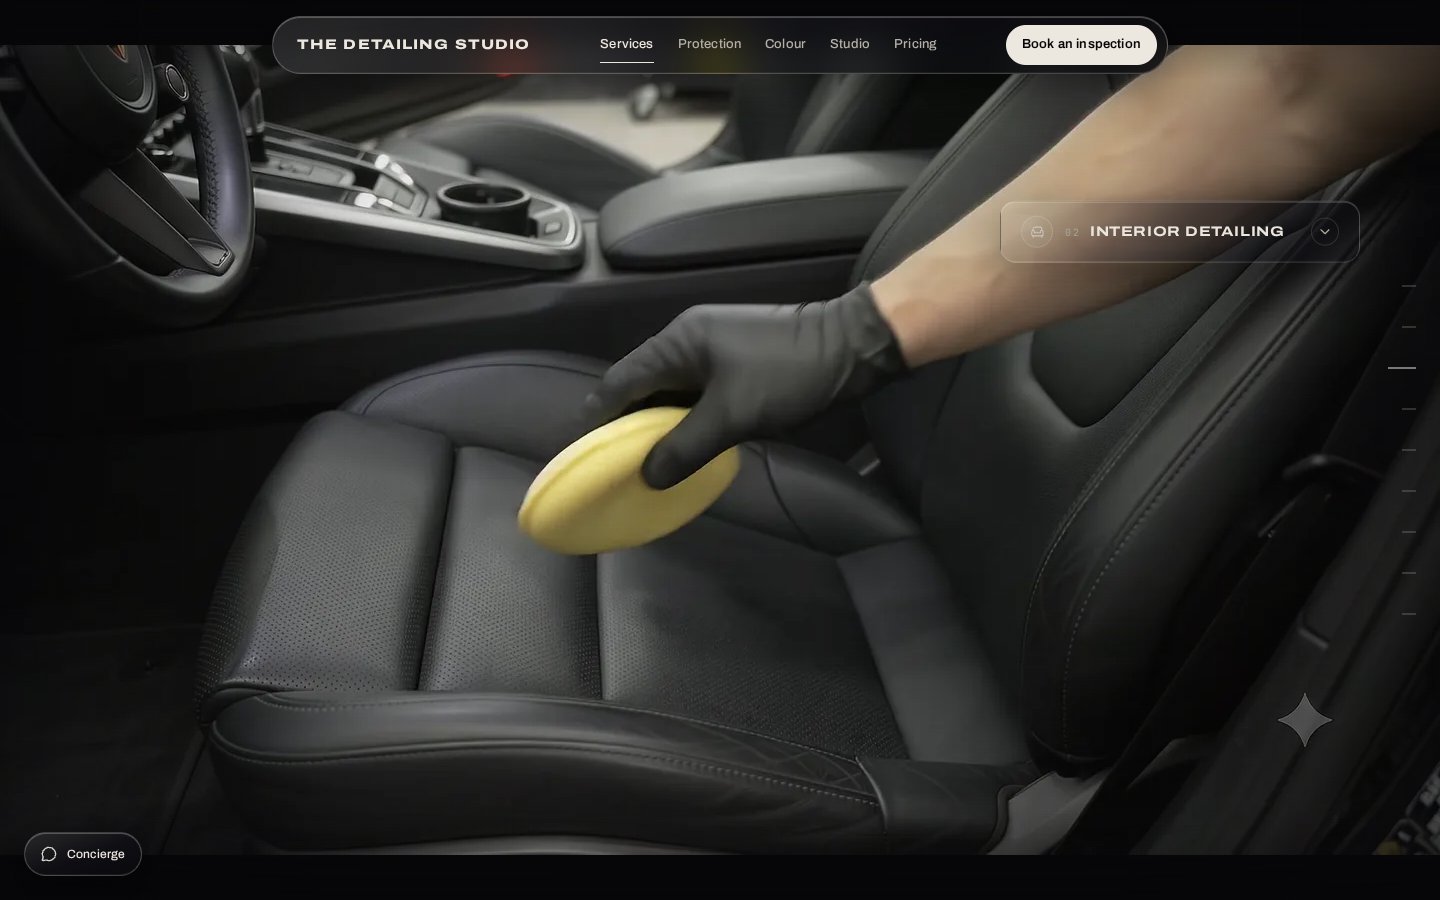 THE DETAILING STUDIO
Services
Protection
Colour
Studio
Pricing
Book an inspection
02 INTERIOR DETAILING
Concierge